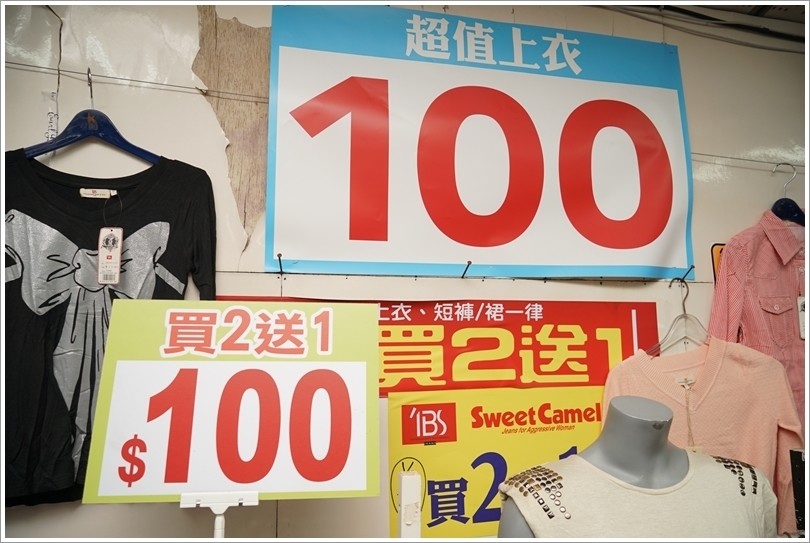 超值上衣
100
買2送1
$100
上衣、短褲/裙一律
買2送1
'IBS
SweetCamel
Jeans for Aggressive Woman
買2